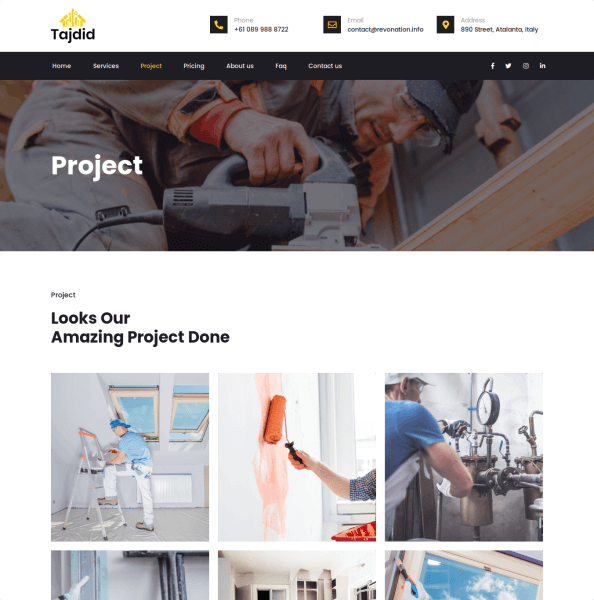 Tajdid
Phone
+61 089 988 8722
Email
contact@revonation.info
Address
890 Street, Atalanta, Italy
Home
Services
Project
Pricing
About us
Faq
Contact us
Project
Project
Looks Our
Amazing Project Done